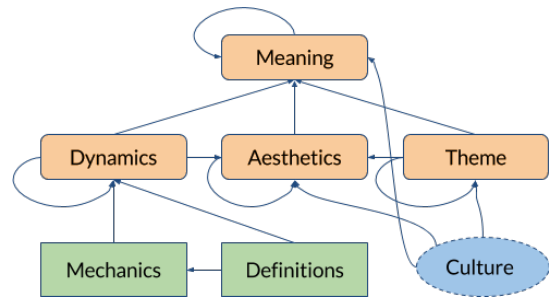 Meaning
Dynamics
Aesthetics
Theme
Mechanics
Definitions
Culture